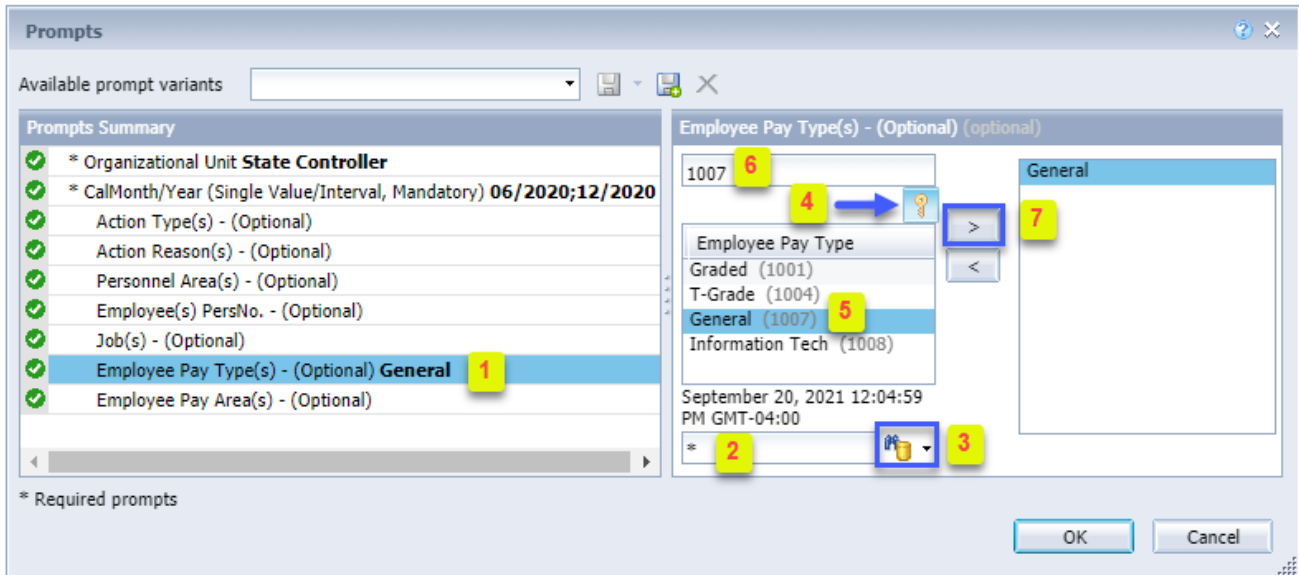 Prompts
Available prompt variants
Prompts Summary
* Organizational Unit State Controller
* CalMonth/Year (Single Value/Interval, Mandatory) 06/2020;12/2020
Action Type(s) - (Optional)
Action Reason(s) - (Optional)
Personnel Area(s) - (Optional)
Employee(s) PersNo. - (Optional)
Job(s) - (Optional)
Employee Pay Type(s) - (Optional) General 1
Employee Pay Area(s) - (Optional)
Employee Pay Type(s) - (Optional) (optional)
1007 6
4
Employee Pay Type
Graded (1001)
T-Grade (1004)
General (1007) 5
Information Tech (1008)
September 20, 2021 12:04:59
PM GMT-04:00
* 2 3
> 7
<
General
* Required prompts
OK Cancel